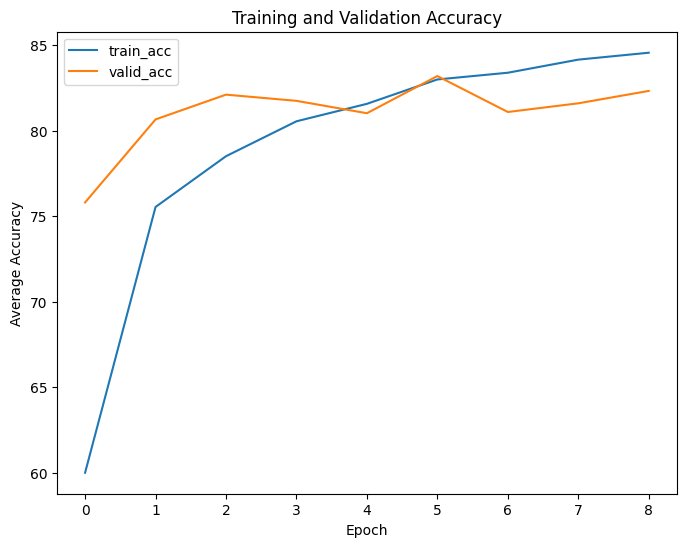 Training and Validation Accuracy
train_acc
valid_acc
Average Accuracy
85
80
75
70
65
60
0 1 2 3 4 5 6 7 8
Epoch